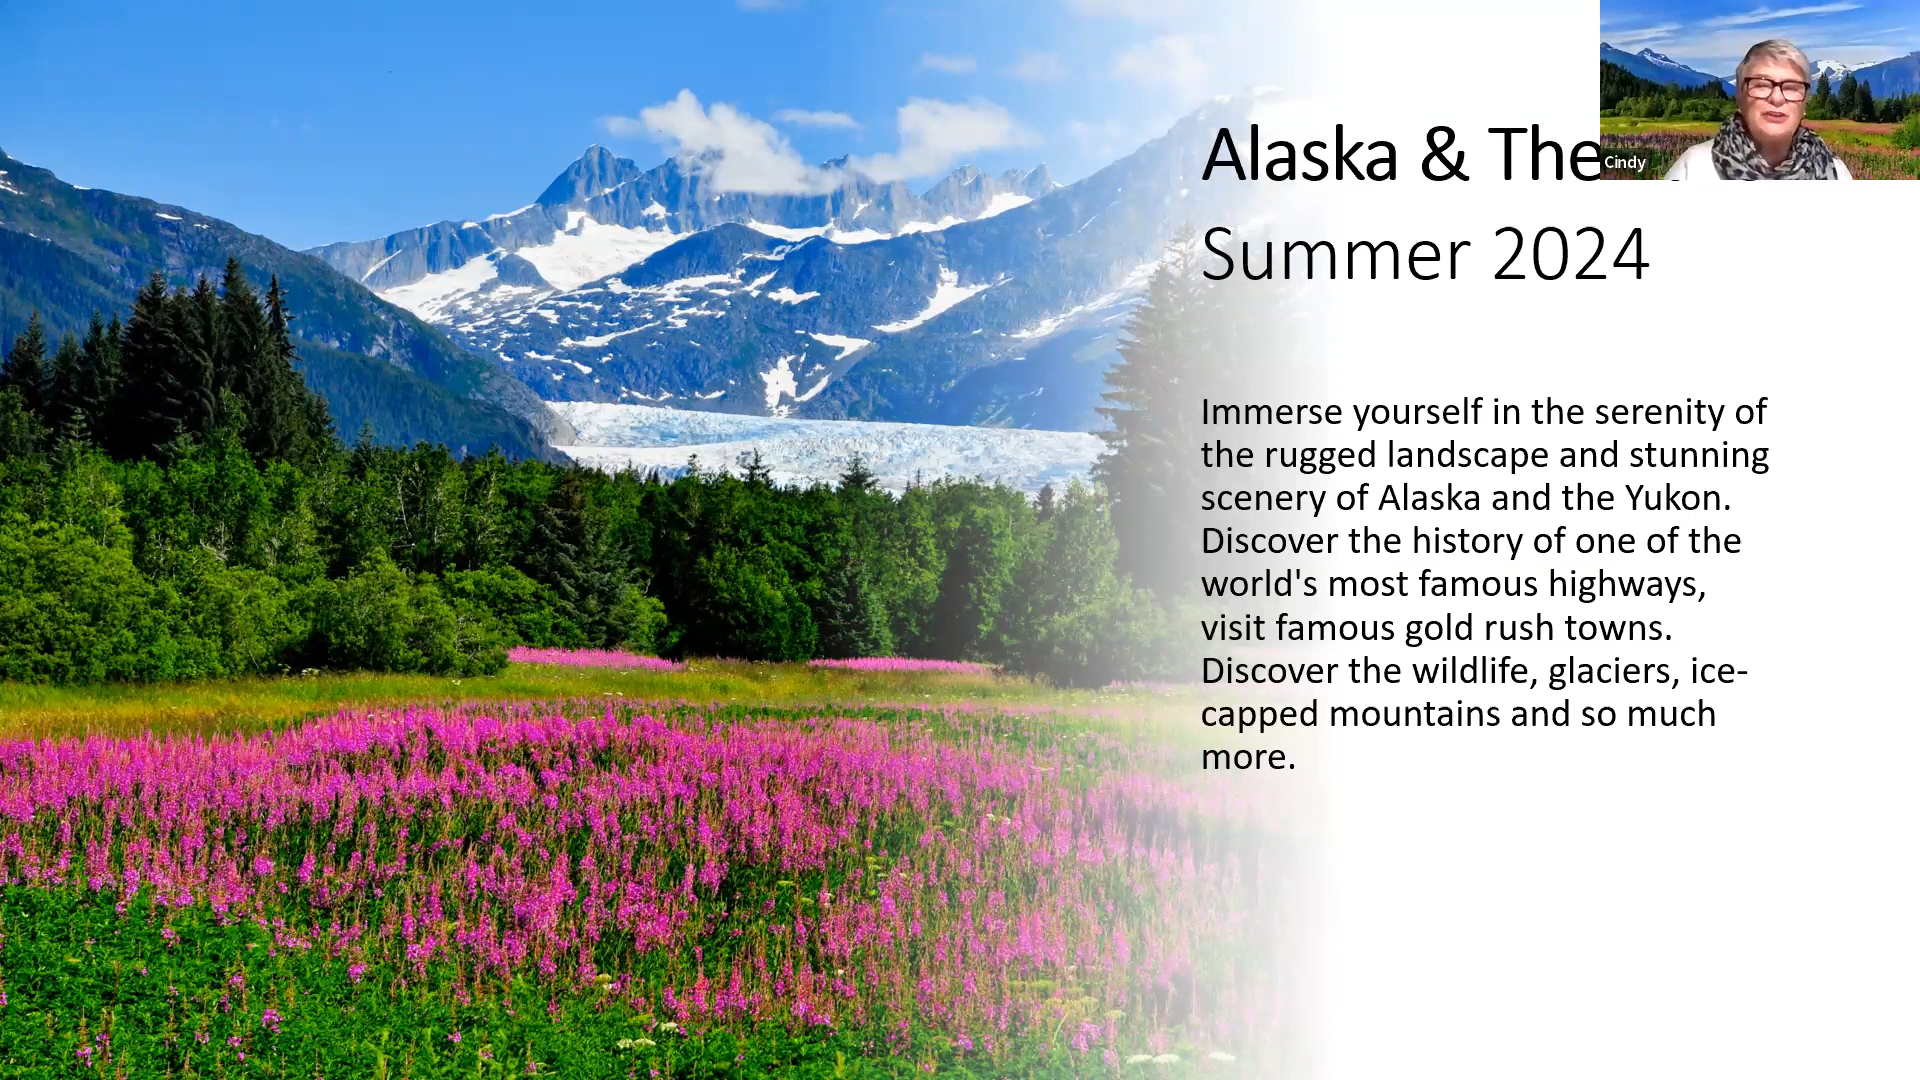 Alaska & The
Cindy
Summer 2024
Immerse yourself in the serenity of
the rugged landscape and stunning
scenery of Alaska and the Yukon.
Discover the history of one of the
world's most famous highways,
visit famous gold rush towns.
Discover the wildlife, glaciers, ice-
capped mountains and so much
more.